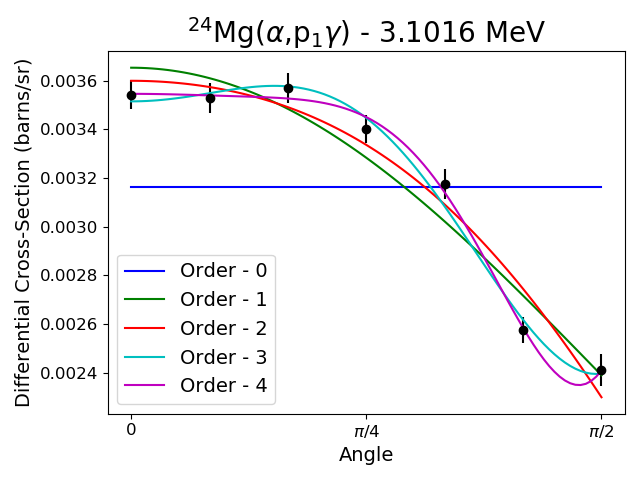 ²⁴Mg(α,p₁γ) - 3.1016 MeV
Differential Cross-Section (barns/sr)
0.0036
0.0034
0.0032
0.0030
0.0028
0.0026
0.0024
Order - 0
Order - 1
Order - 2
Order - 3
Order - 4
0
π/4
π/2
Angle